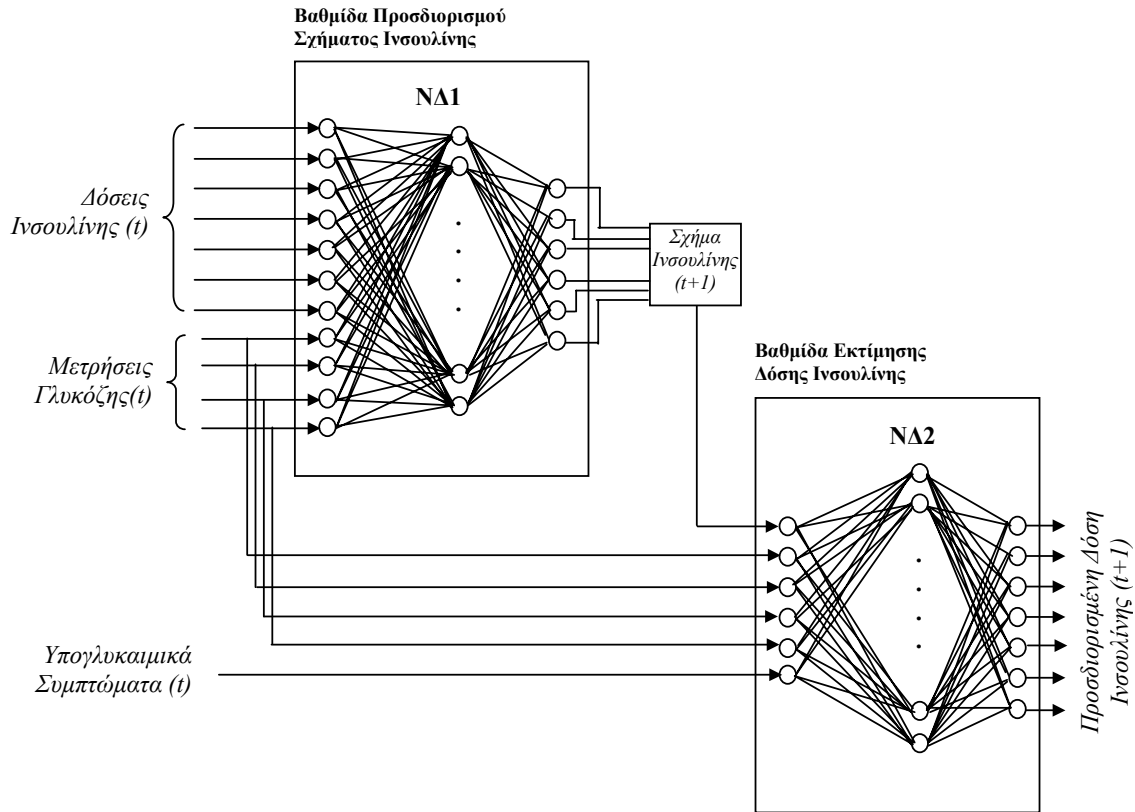 Βαθμίδα Προσδιορισμού
Σχήματος Ινσουλίνης
ΝΔ1
Δόσεις
Ινσουλίνης (t)
Σχήμα
Ινσουλίνης
(t+1)
Μετρήσεις
Γλυκόζης(t)
Βαθμίδα Εκτίμησης
Δόσης Ινσουλίνης
ΝΔ2
Υπογλυκαιμικά
Συμπτώματα (t)
Προσδιορισμένη Δόση
Ινσουλίνης (t+1)